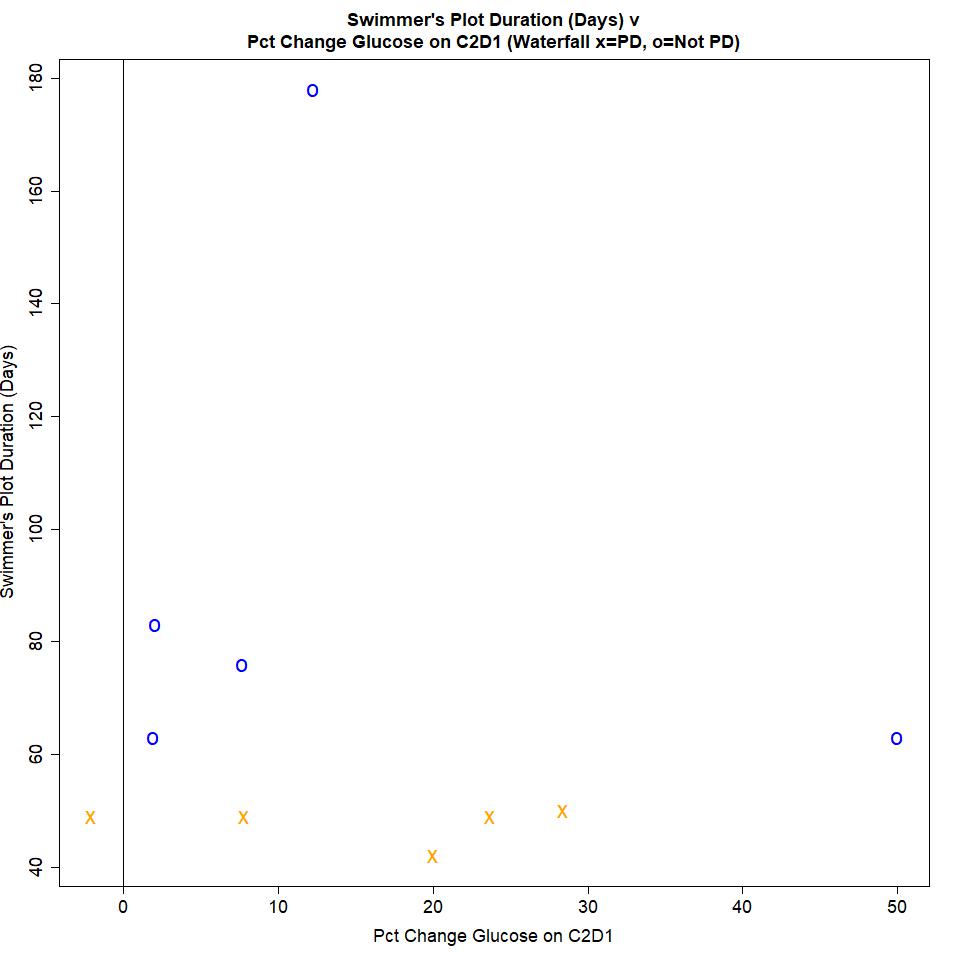 Swimmer's Plot Duration (Days) v
Pct Change Glucose on C2D1 (Waterfall x=PD, o=Not PD)
180
160
140
120
100
80
60
40
Swimmer's Plot Duration (Days)
O
O
O
O
O
X
X
X
X
X
0 10 20 30 40 50
Pct Change Glucose on C2D1